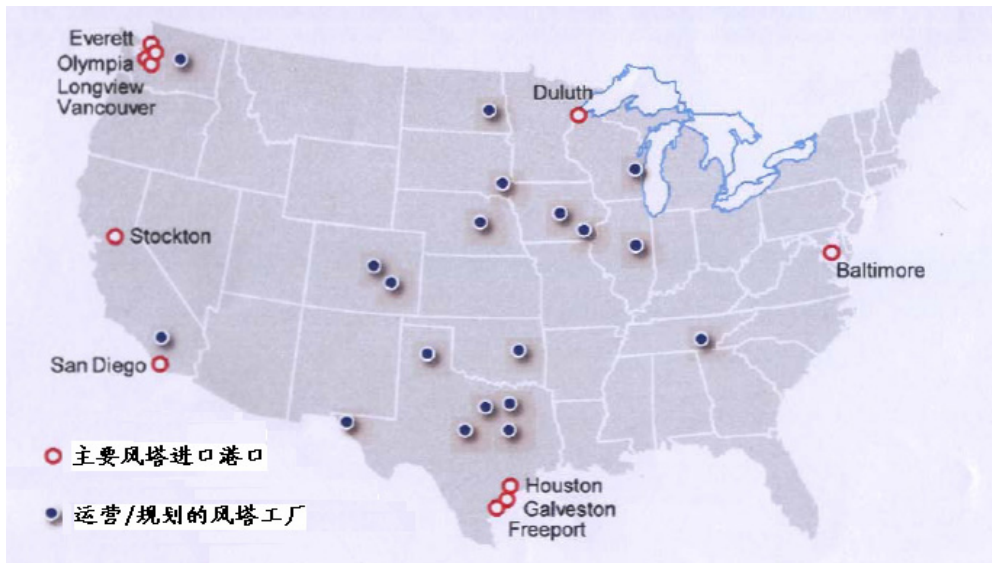 Everett
Olympia
Longview
Vancouver
Duluth
Stockton
Baltimore
San Diego
主要风塔进口港口
Houston
运营/规划的风塔工厂
Galveston
Freeport